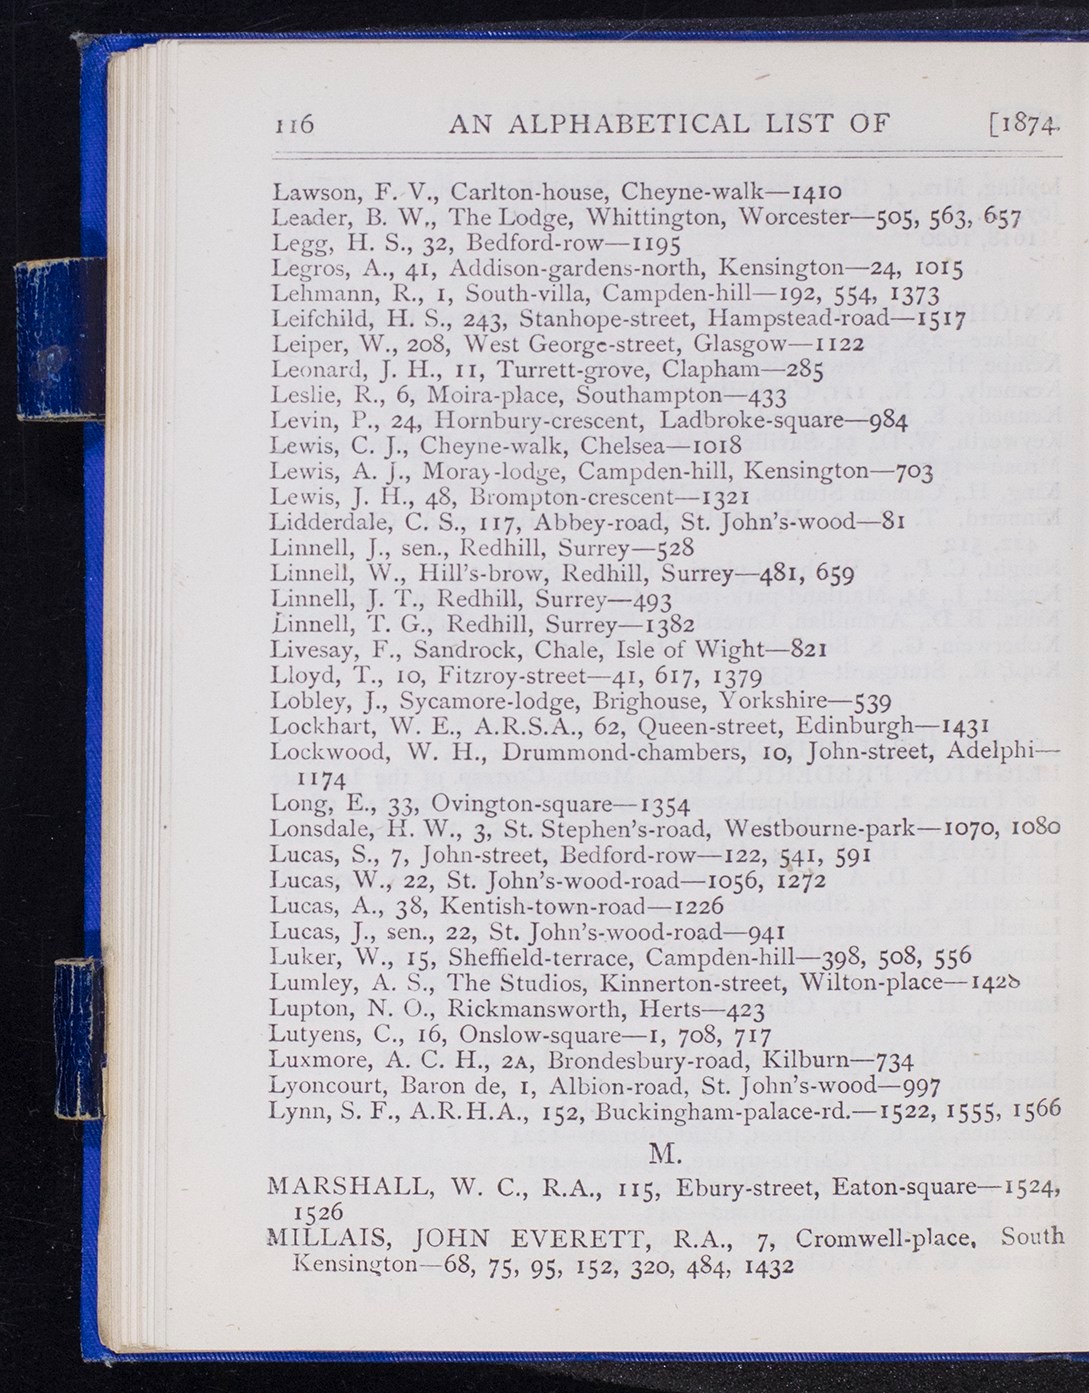 116 AN ALPHABETICAL LIST OF [1874.
Lawson, F. V., Carlton-house, Cheyne-walk—1410
Leader, B. W., The Lodge, Whittington, Worcester—505, 563, 657
Legg, H. S., 32, Bedford-row—1195
Legros, A., 41, Addison-gardens-north, Kensington—24, 1015
Lehmann, R., 1, South-villa, Campden-hill—192, 554, 1373
Leifchild, H. S., 243, Stanhope-street, Hampstead-road—1517
Leiper, W., 208, West George-street, Glasgow—1122
Leonard, J. H., 11, Turrett-grove, Clapham—285
Leslie, R., 6, Moira-place, Southampton—433
Levin, P., 24, Hornbury-crescent, Ladbroke-square—984
Lewis, C. J., Cheyne-walk, Chelsea—1018
Lewis, A. J., Moray-lodge, Campden-hill, Kensington—703
Lewis, J. H., 48, Brompton-crescent—1321
Lidderdale, C. S., 117, Abbey-road, St. John's-wood—81
Linnell, J., sen., Redhill, Surrey—528
Linnell, W., Hill's-brow, Redhill, Surrey—481, 659
Linnell, J. T., Redhill, Surrey—493
Linnell, T. G., Redhill, Surrey—1382
Livesay, F., Sandrock, Chale, Isle of Wight—821
Lloyd, T., 10, Fitzroy-street—41, 617, 1379
Lobley, J., Sycamore-lodge, Brighouse, Yorkshire—539
Lockhart, W. E., A.R.S.A., 62, Queen-street, Edinburgh—1431
Lockwood, W. H., Drummond-chambers, 10, John-street, Adelphi—
1174
Long, E., 33, Ovington-square—1354
Lonsdale, H. W., 3, St. Stephen's-road, Westbourne-park—1070, 1080
Lucas, S., 7, John-street, Bedford-row—122, 541, 591
Lucas, W., 22, St. John's-wood-road—1056, 1272
Lucas, A., 38, Kentish-town-road—1226
Lucas, J., sen., 22, St. John's-wood-road—941
Luker, W., 15, Sheffield-terrace, Campden-hill—398, 508, 556
Lumley, A. S., The Studios, Kinnerton-street, Wilton-place—1428
Lupton, N. O., Rickmansworth, Herts—423
Lutyens, C., 16, Onslow-square—1, 708, 717
Luxmore, A. C. H., 2A, Brondesbury-road, Kilburn—734
Lyoncourt, Baron de, 1, Albion-road, St. John's-wood—997
Lynn, S. F., A.R.H.A., 152, Buckingham-palace-rd.—1522, 1555, 1566
M.
MARSHALL, W. C., R.A., 115, Ebury-street, Eaton-square—1524,
1526
MILLAIS, JOHN EVERETT, R.A., 7, Cromwell-place, South
Kensington—68, 75, 95, 152, 320, 484, 1432